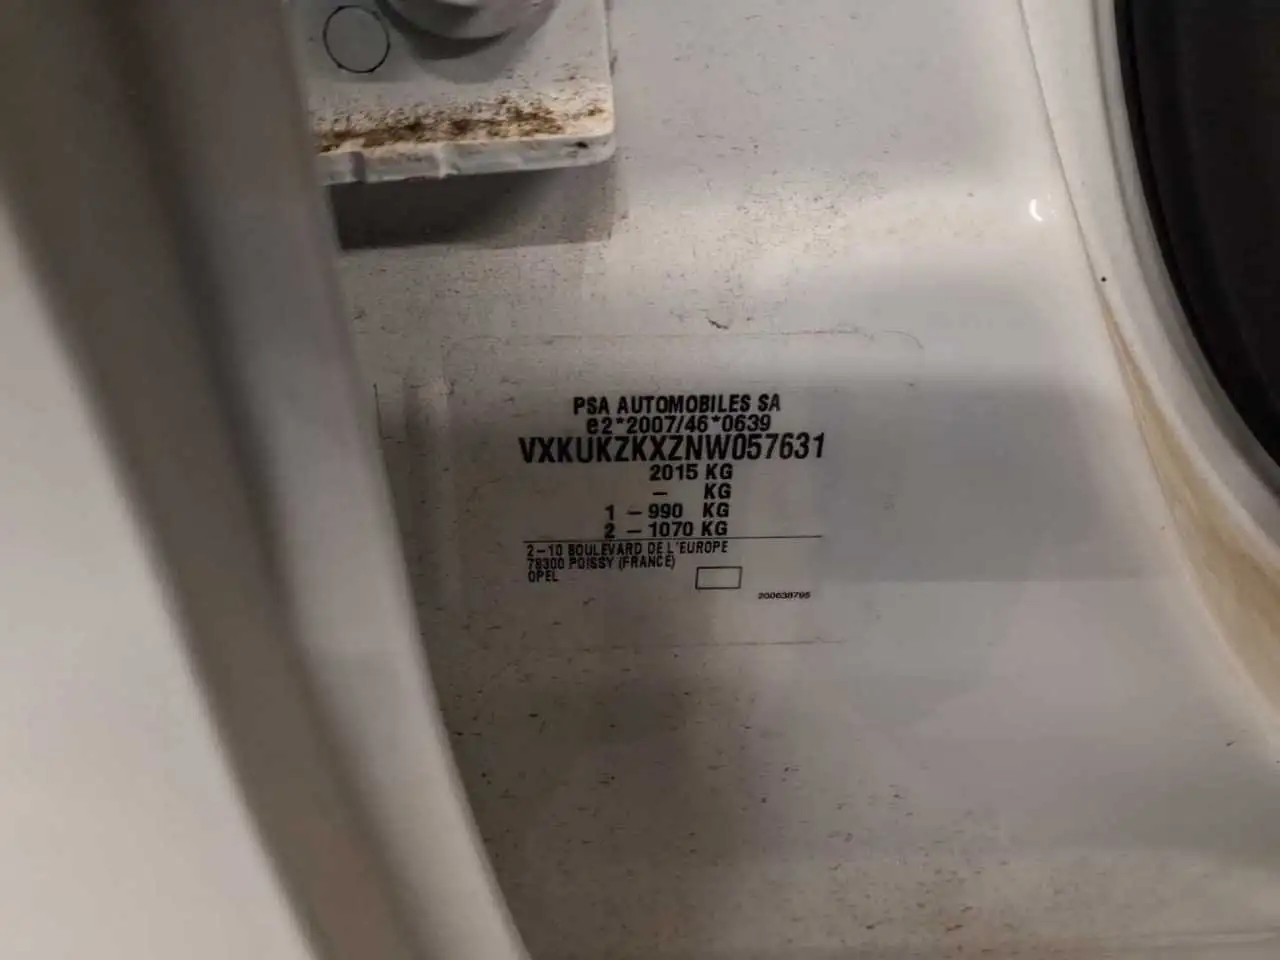 PSA AUTOMOBILES SA
e2*2007/46*0639
VXKUKZKXZNW057631
2015 KG
– KG
1 – 990 KG
2 – 1070 KG
2–10 BOULEVARD DE L'EUROPE
78300 POISSY (FRANCE)
OPEL
200638795